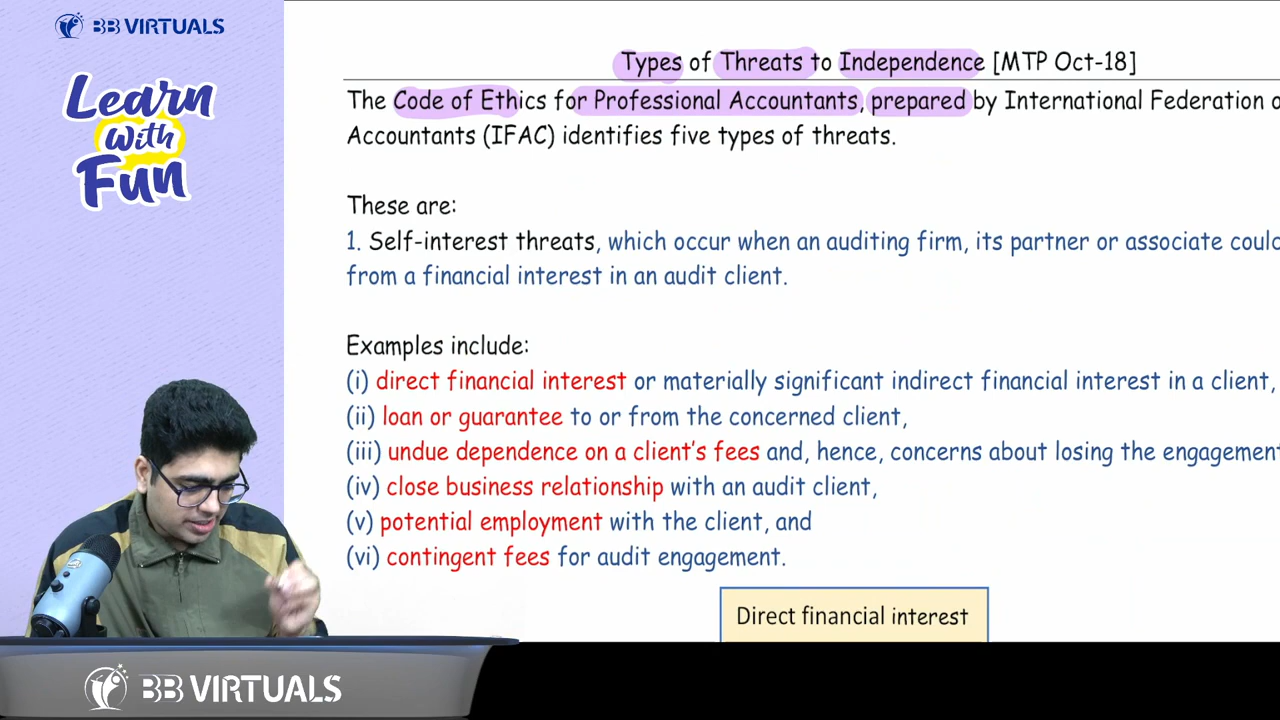 BB VIRTUALS
Learn
With
Fun
Types of Threats to Independence [MTP Oct-18]
The Code of Ethics for Professional Accountants, prepared by International Federation
Accountants (IFAC) identifies five types of threats.
These are:
1. Self-interest threats, which occur when an auditing firm, its partner or associate could
from a financial interest in an audit client.
Examples include:
(i) direct financial interest or materially significant indirect financial interest in a client,
(ii) loan or guarantee to or from the concerned client,
(iii) undue dependence on a client's fees and, hence, concerns about losing the engagement
(iv) close business relationship with an audit client,
(v) potential employment with the client, and
(vi) contingent fees for audit engagement.
Direct financial interest
BB VIRTUALS